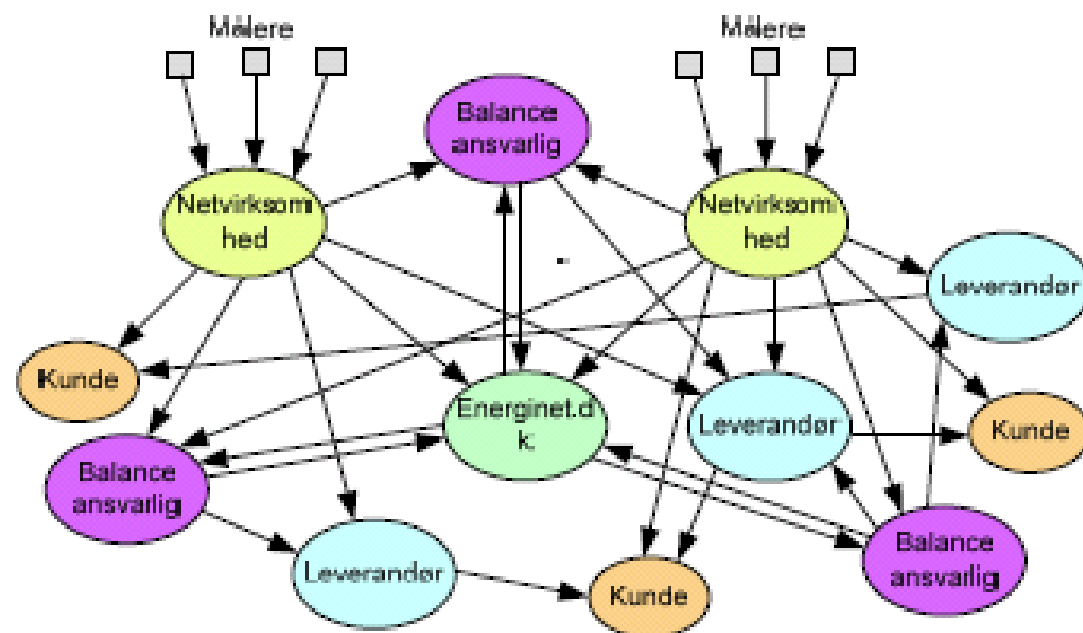 Målere
Målere
Balance
ansvarlig
Netvirksom
hed
Netvirksom
hed
Leverandør
Kunde
Energinet.d
k
Leverandør
Kunde
Balance
ansvarlig
Leverandør
Kunde
Balance
ansvarlig